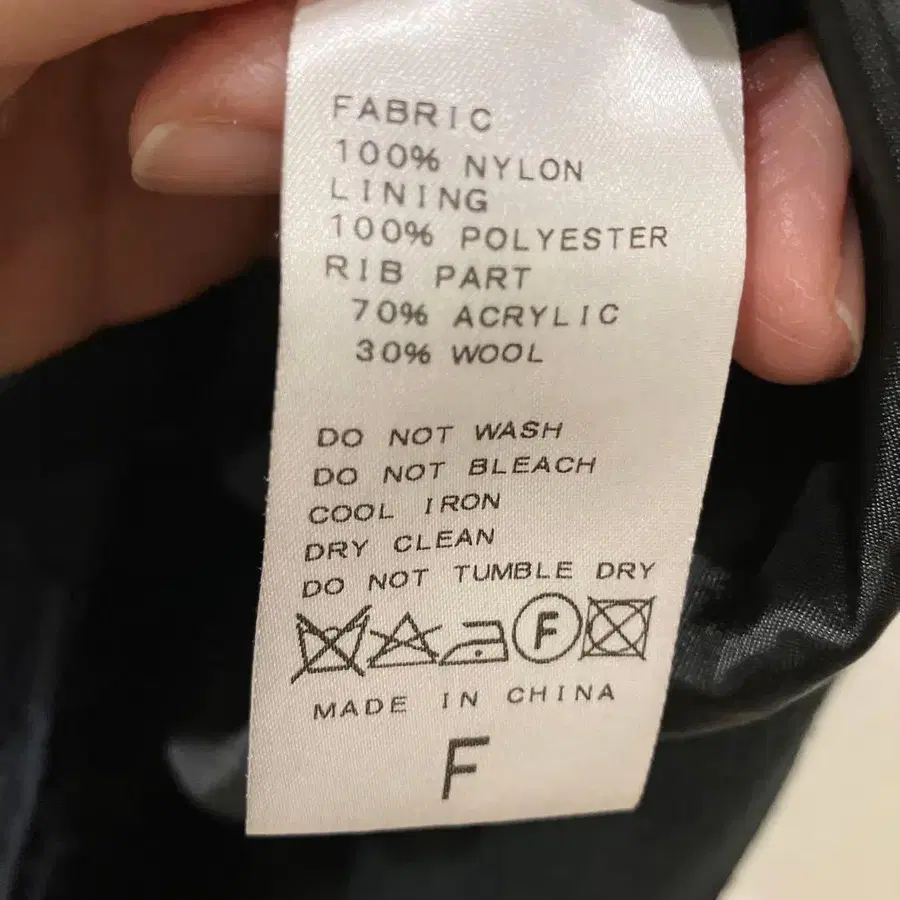 FABRIC
100% NYLON
LINING
100% POLYESTER
RIB PART
70% ACRYLIC
30% WOOL
DO NOT WASH
DO NOT BLEACH
COOL IRON
DRY CLEAN
DO NOT TUMBLE DRY
F
MADE IN CHINA
F